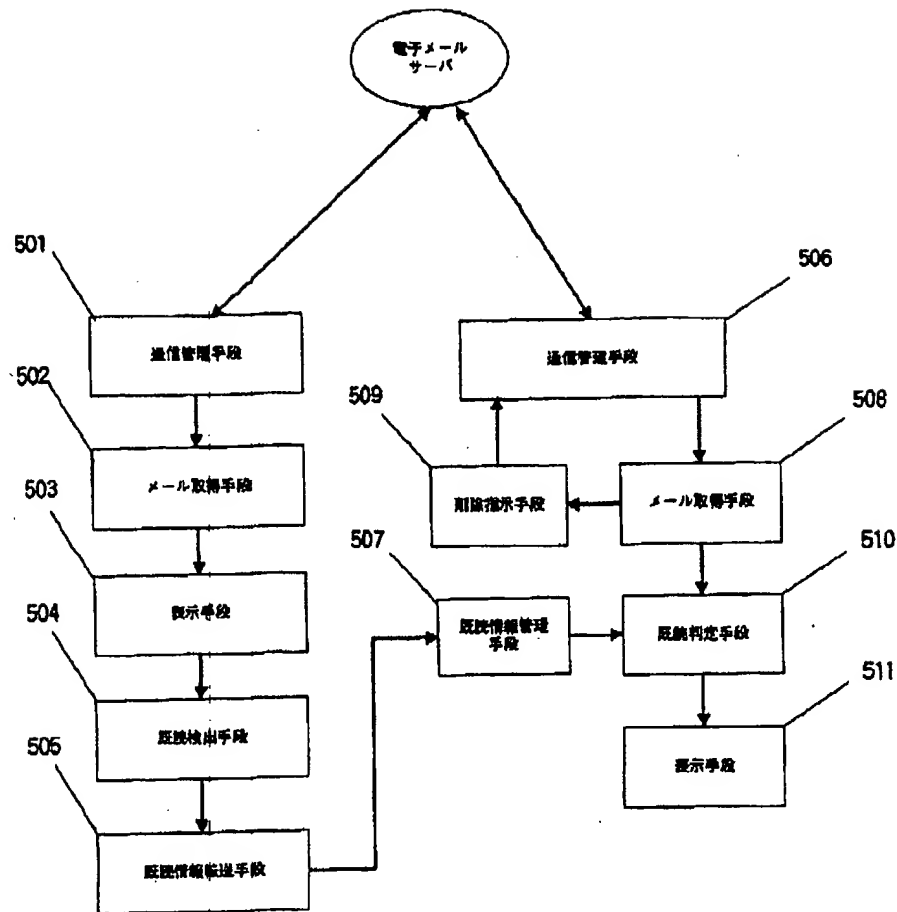 電子メール
サーバ
501
通信管理手段
502
メール取得手段
503
表示手段
504
既読検出手段
505
既読情報転送手段
506
通信管理手段
509
削除指示手段
508
メール取得手段
507
既読情報管理
手段
510
既読判定手段
511
表示手段